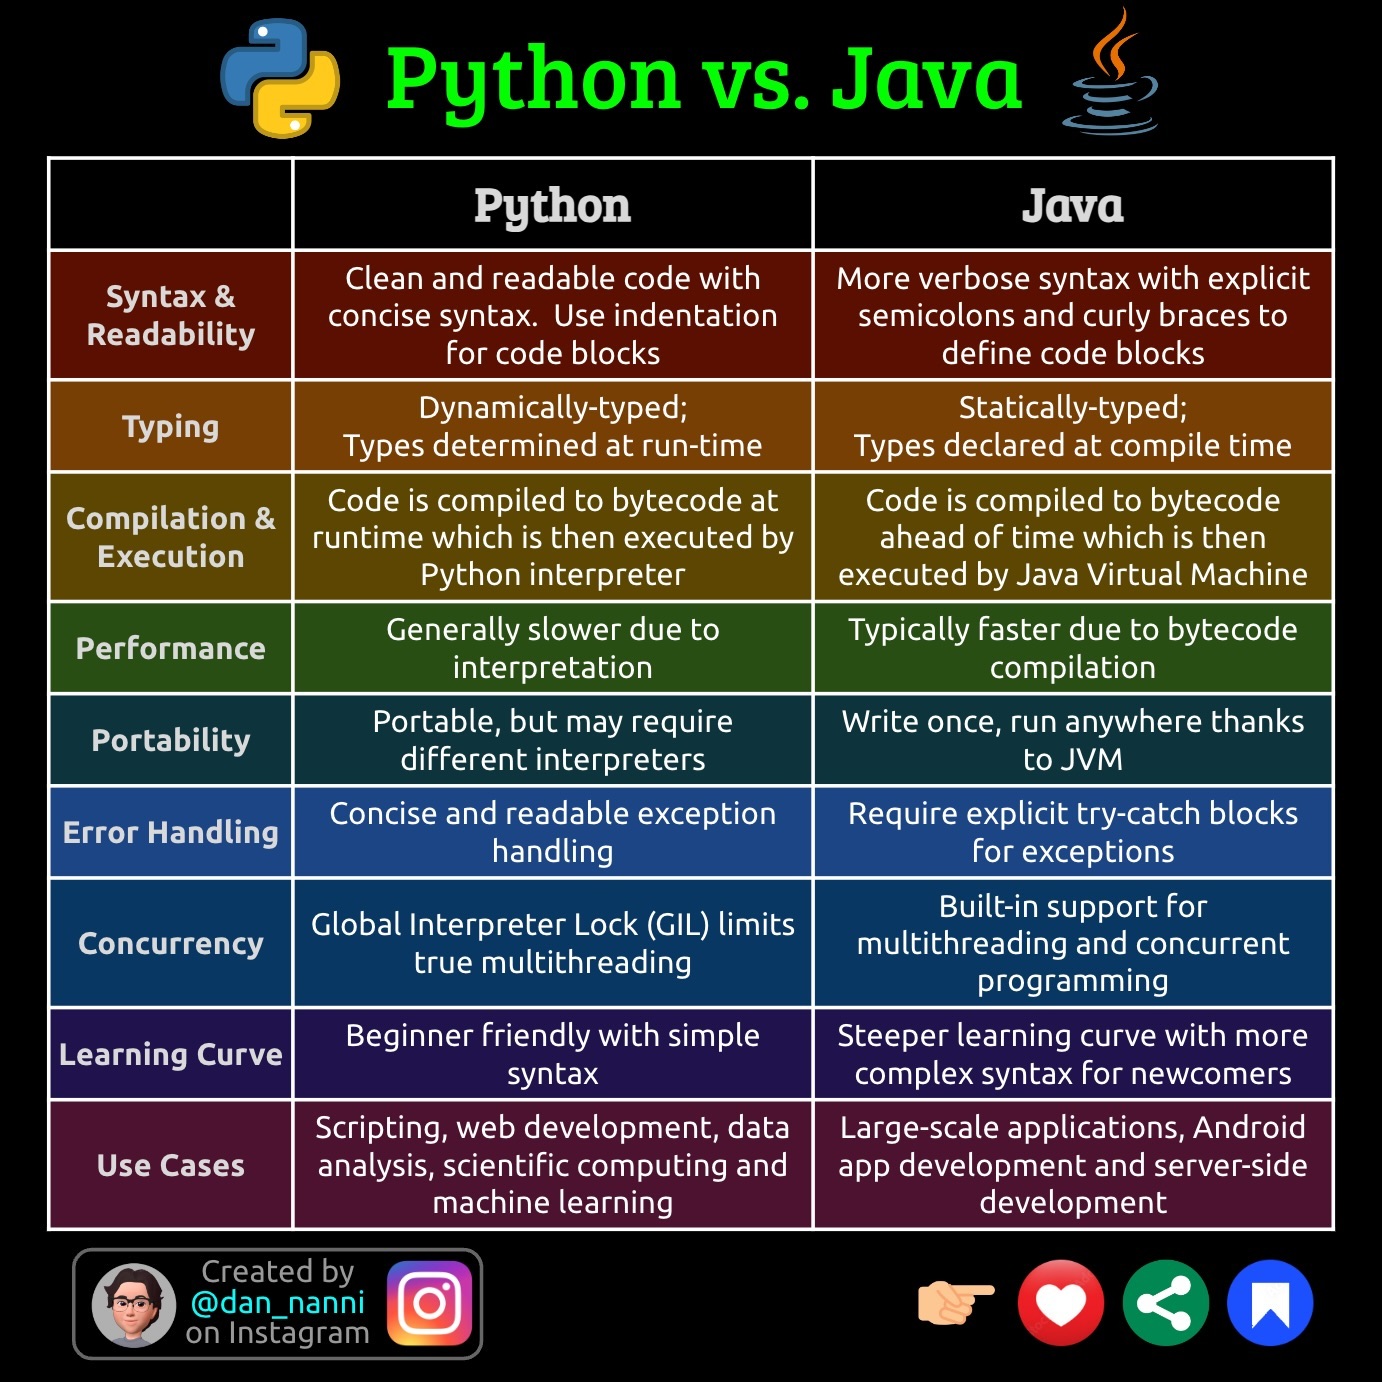 Python vs. Java
Python
Java
Syntax &
Readability
Clean and readable code with
concise syntax.  Use indentation
for code blocks
More verbose syntax with explicit
semicolons and curly braces to
define code blocks
Typing
Dynamically-typed;
Types determined at run-time
Statically-typed;
Types declared at compile time
Compilation &
Execution
Code is compiled to bytecode at
runtime which is then executed by
Python interpreter
Code is compiled to bytecode
ahead of time which is then
executed by Java Virtual Machine
Performance
Generally slower due to
interpretation
Typically faster due to bytecode
compilation
Portability
Portable, but may require
different interpreters
Write once, run anywhere thanks
to JVM
Error Handling
Concise and readable exception
handling
Require explicit try-catch blocks
for exceptions
Concurrency
Global Interpreter Lock (GIL) limits
true multithreading
Built-in support for
multithreading and concurrent
programming
Learning Curve
Beginner friendly with simple
syntax
Steeper learning curve with more
complex syntax for newcomers
Use Cases
Scripting, web development, data
analysis, scientific computing and
machine learning
Large-scale applications, Android
app development and server-side
development
Created by
@dan_nanni
on Instagram